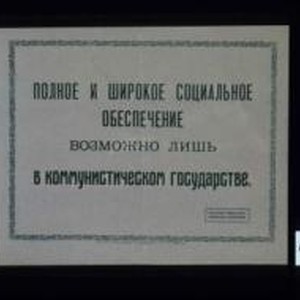 ПОЛНОЕ И ШИРОКОЕ СОЦИАЛЬНОЕ
ОБЕСПЕЧЕНИЕ
ВОЗМОЖНО ЛИШЬ
В КОММУНИСТИЧЕСКОМ ГОСУДАРСТВЕ.